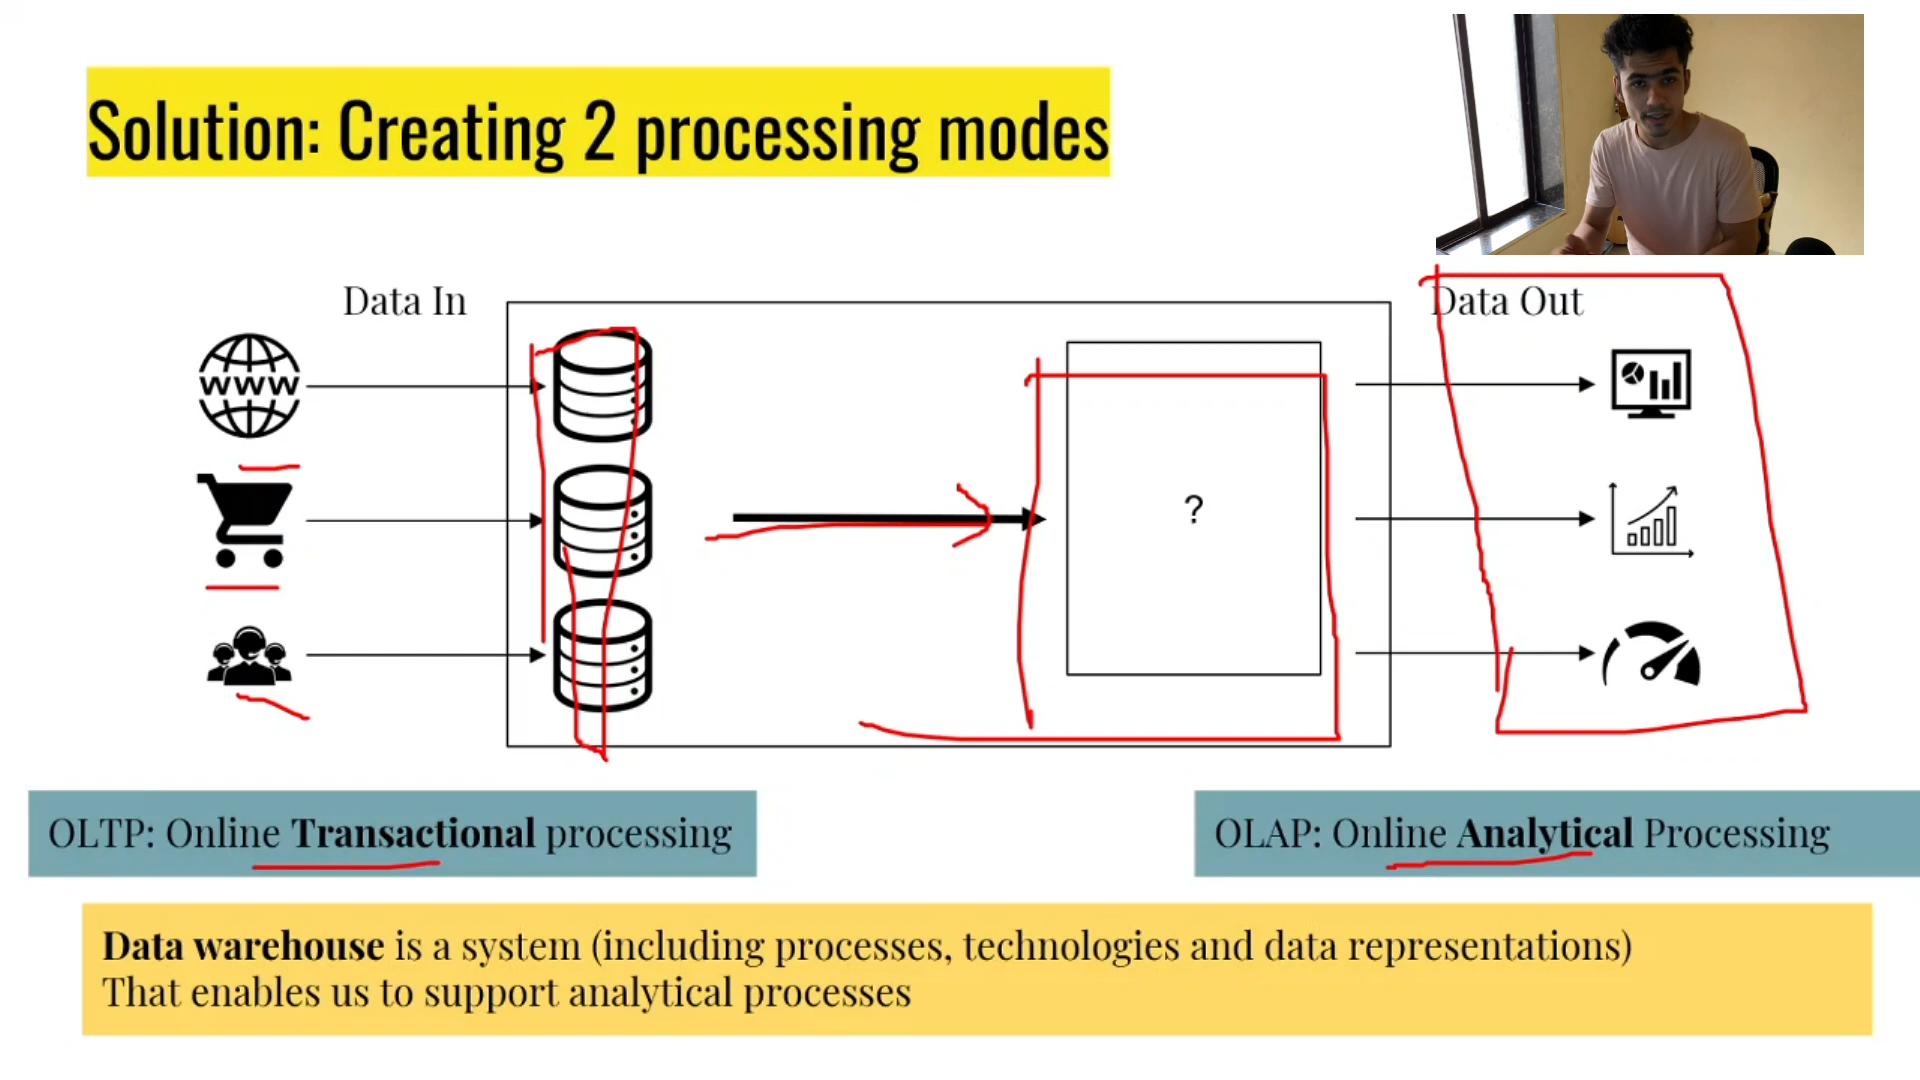 Solution: Creating 2 processing modes
Data In
Data Out
www
?
OLTP: Online Transactional processing
OLAP: Online Analytical Processing
Data warehouse is a system (including processes, technologies and data representations)
That enables us to support analytical processes